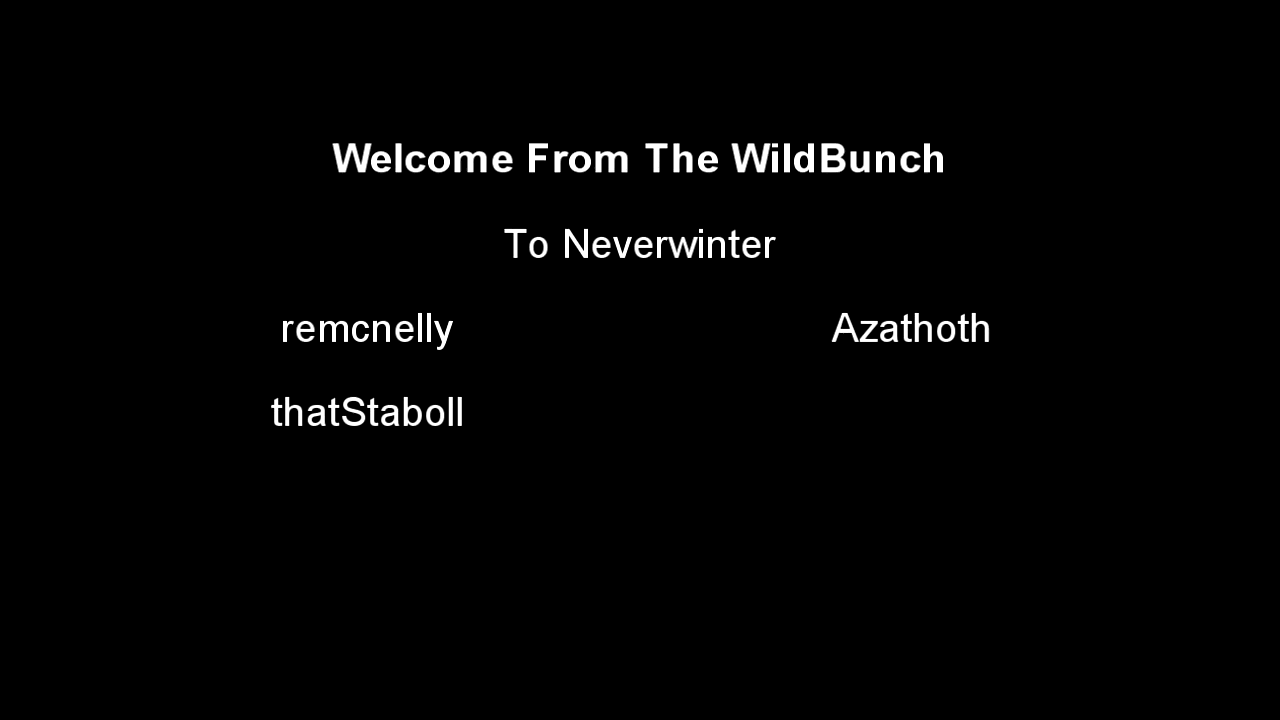 Welcome From The WildBunch
To Neverwinter
remcnelly Azathoth
thatStaboll